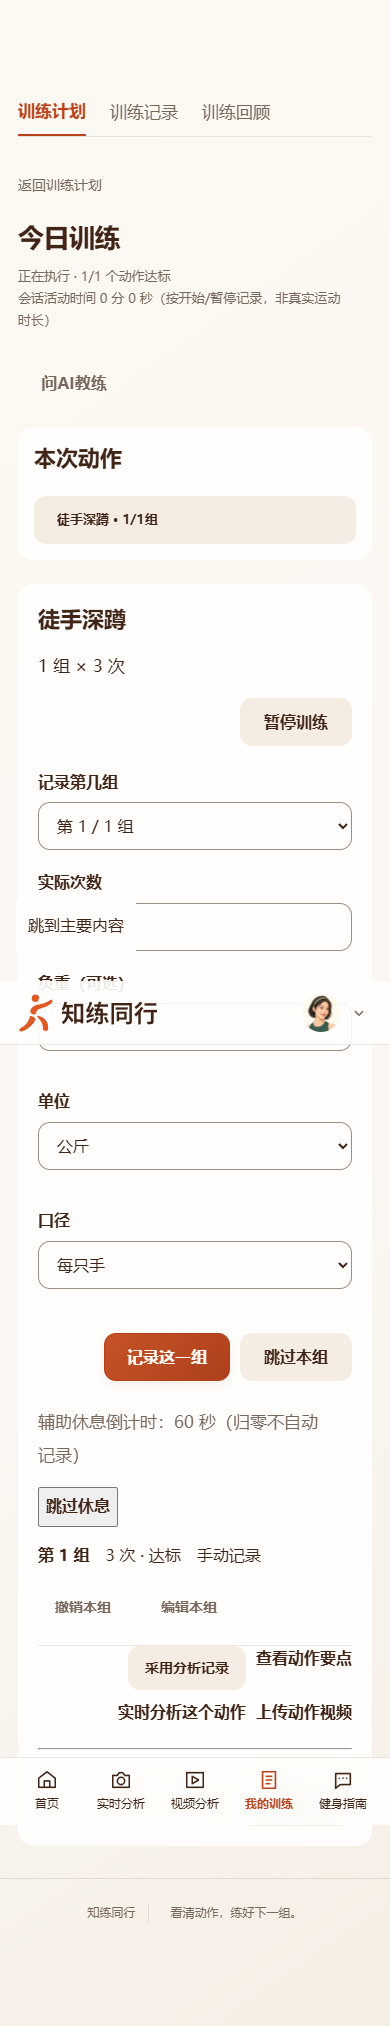 训练计划 训练记录 训练回顾
返回训练计划
今日训练
正在执行 · 1/1 个动作达标
会话活动时间 0 分 0 秒（按开始/暂停记录，非真实运动
时长）
问AI教练
本次动作
徒手深蹲 • 1/1组
徒手深蹲
1 组 × 3 次
暂停训练
记录第几组
第 1 / 1 组
实际次数
跳到主要内容
负重（可选）
知练同行
单位
公斤
口径
每只手
记录这一组 跳过本组
辅助休息倒计时：60 秒（归零不自动
记录）
跳过休息
第 1 组 3 次 · 达标 手动记录
撤销本组 编辑本组
采用分析记录 查看动作要点
实时分析这个动作 上传动作视频
首页 实时分析 视频分析 我的训练 健身指南
知练同行 看清动作，练好下一组。